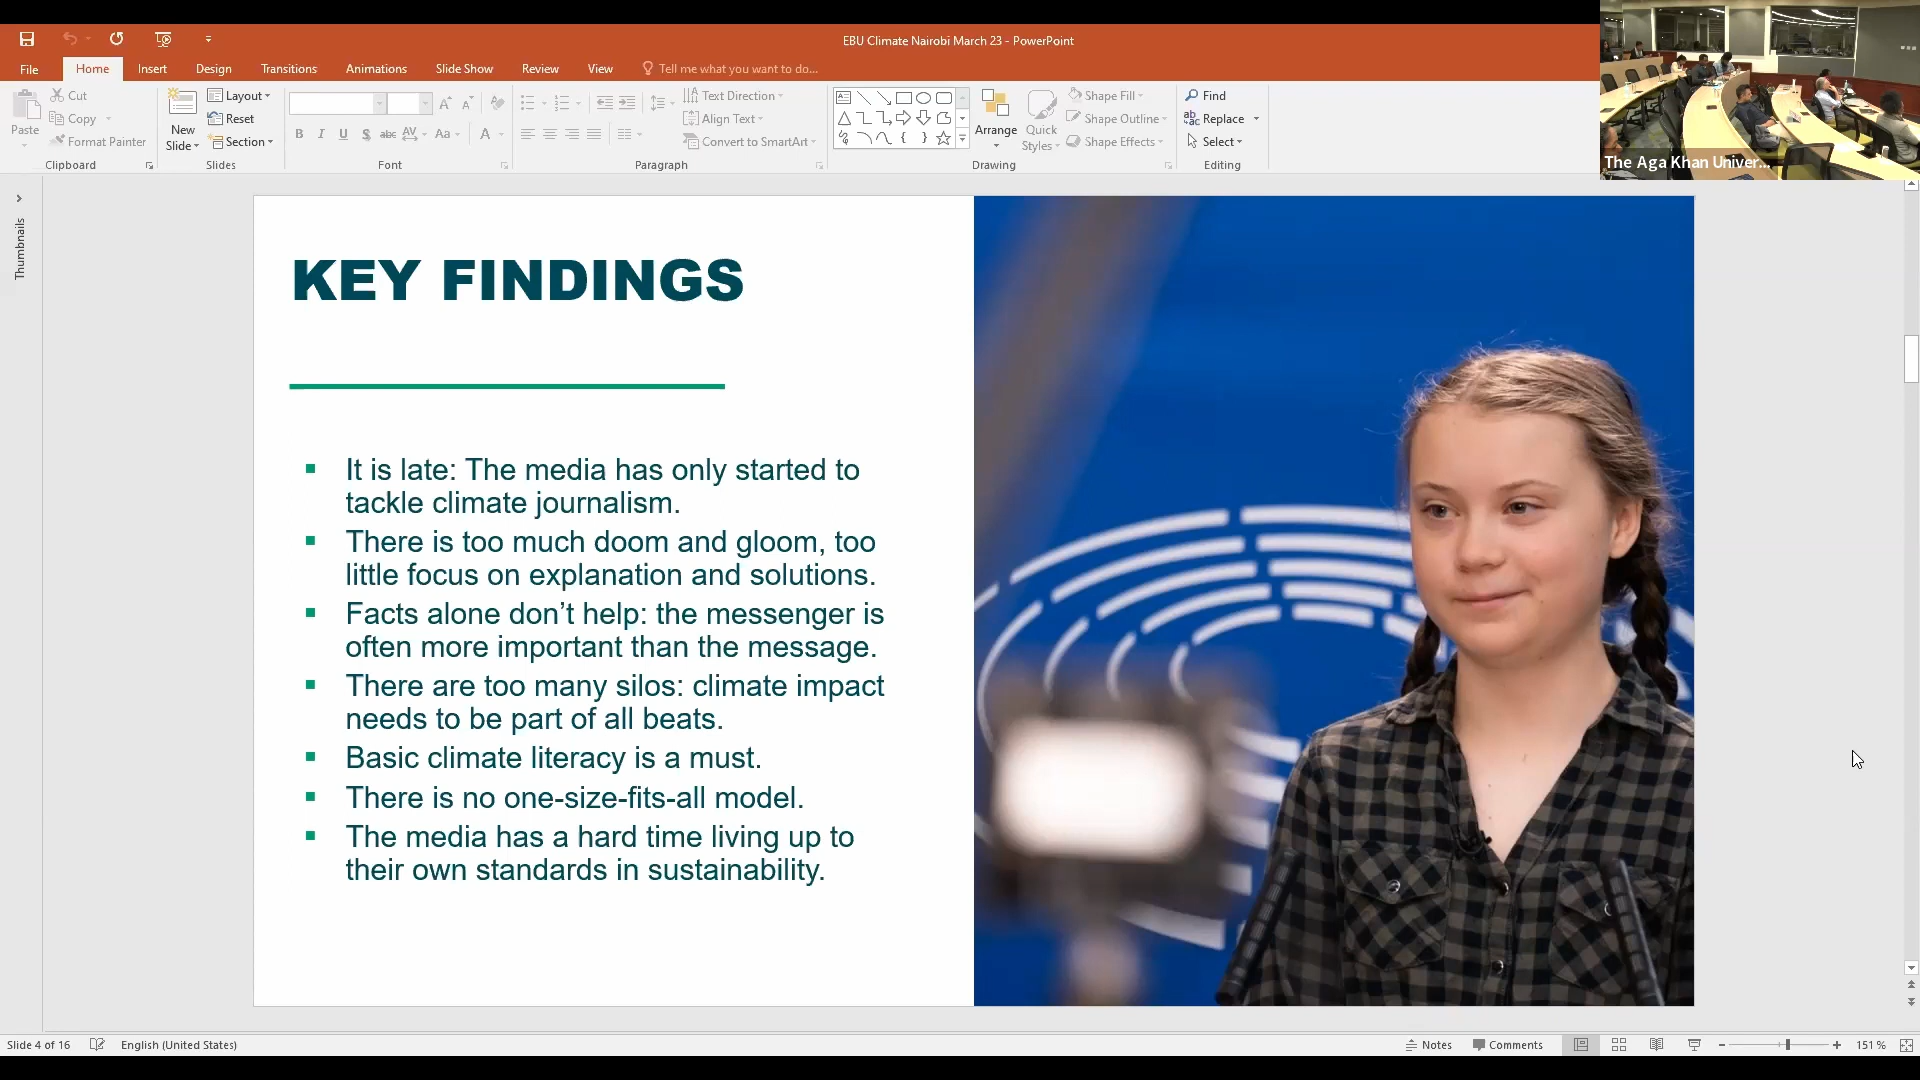 EBU Climate Nairobi March 23 - PowerPoint
File Home Insert Design Transitions Animations Slide Show Review View Tell me what you want to do...
Paste
Cut
Copy
Format Painter
Clipboard
New
Slide
Layout
Reset
Section
Slides
B I U S abc AV Aa A
Font
Text Direction
Align Text
Convert to SmartArt
Paragraph
Arrange
Quick
Styles
Shape Fill
Shape Outline
Shape Effects
Drawing
Find
Replace
Select
Editing
The Aga Khan Univer...
Thumbnails
KEY FINDINGS
It is late: The media has only started to
tackle climate journalism.
There is too much doom and gloom, too
little focus on explanation and solutions.
Facts alone don’t help: the messenger is
often more important than the message.
There are too many silos: climate impact
needs to be part of all beats.
Basic climate literacy is a must.
There is no one-size-fits-all model.
The media has a hard time living up to
their own standards in sustainability.
Slide 4 of 16 English (United States) Notes Comments 151 %